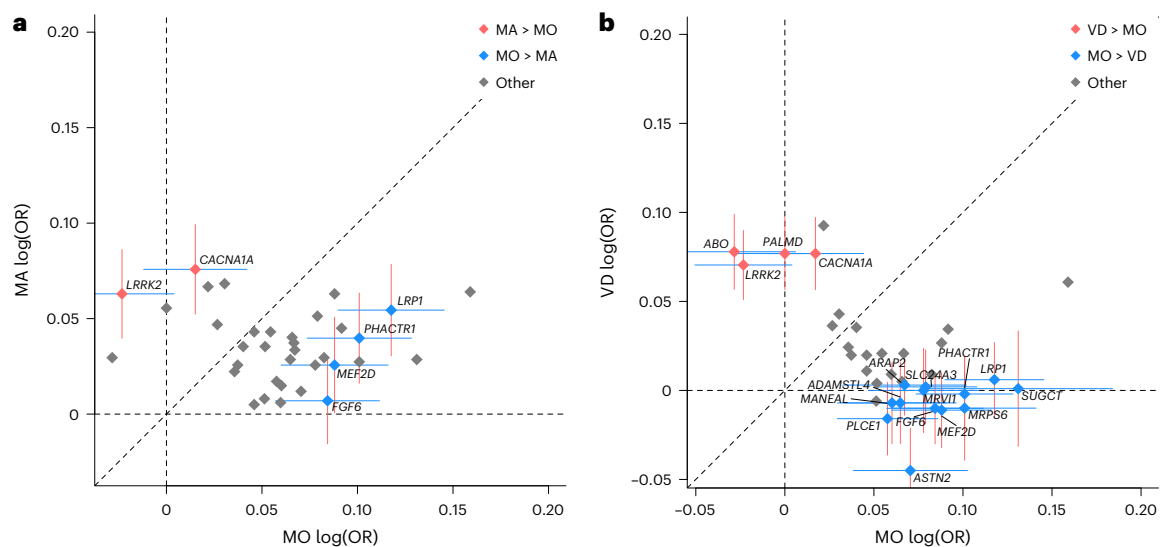 a
0.20
0.15
0.10
0.05
0
MA log(OR)
MA > MO
MO > MA
Other
CACNA1A
LRRK2
LRP1
PHACTR1
MEF2D
FGF6
0
0.05
0.10
0.15
0.20
MO log(OR)
b
0.20
0.15
0.10
0.05
0
−0.05
VD log(OR)
VD > MO
MO > VD
Other
ABO
PALMD
LRRK2
CACNA1A
PHACTR1
ARAP2
SLC24A3
LRP1
ADAMSTL4
MANEAL
MRVI1
SUGCT
PLCE1
FGF6
MRPS6
MEF2D
ASTN2
−0.05
0
0.05
0.10
0.15
0.20
MO log(OR)